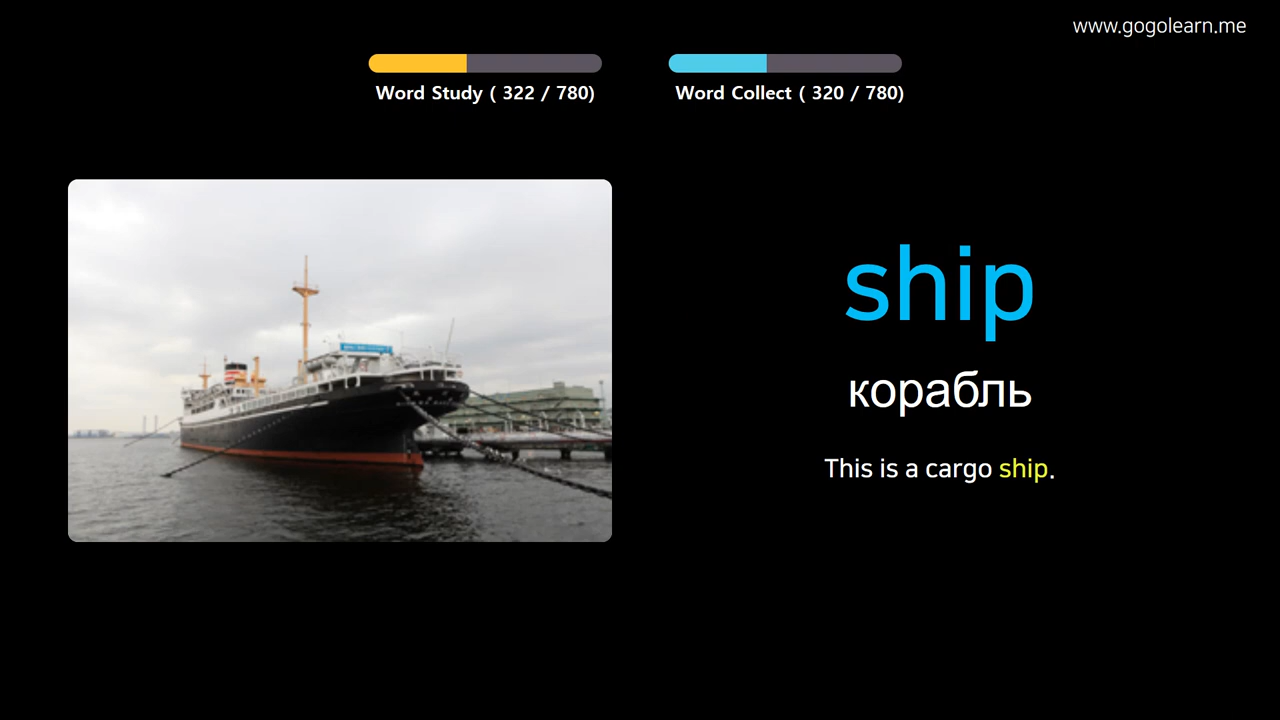 www.gogolearn.me
Word Study ( 322 / 780)
Word Collect ( 320 / 780)
ship
корабль
This is a cargo ship.